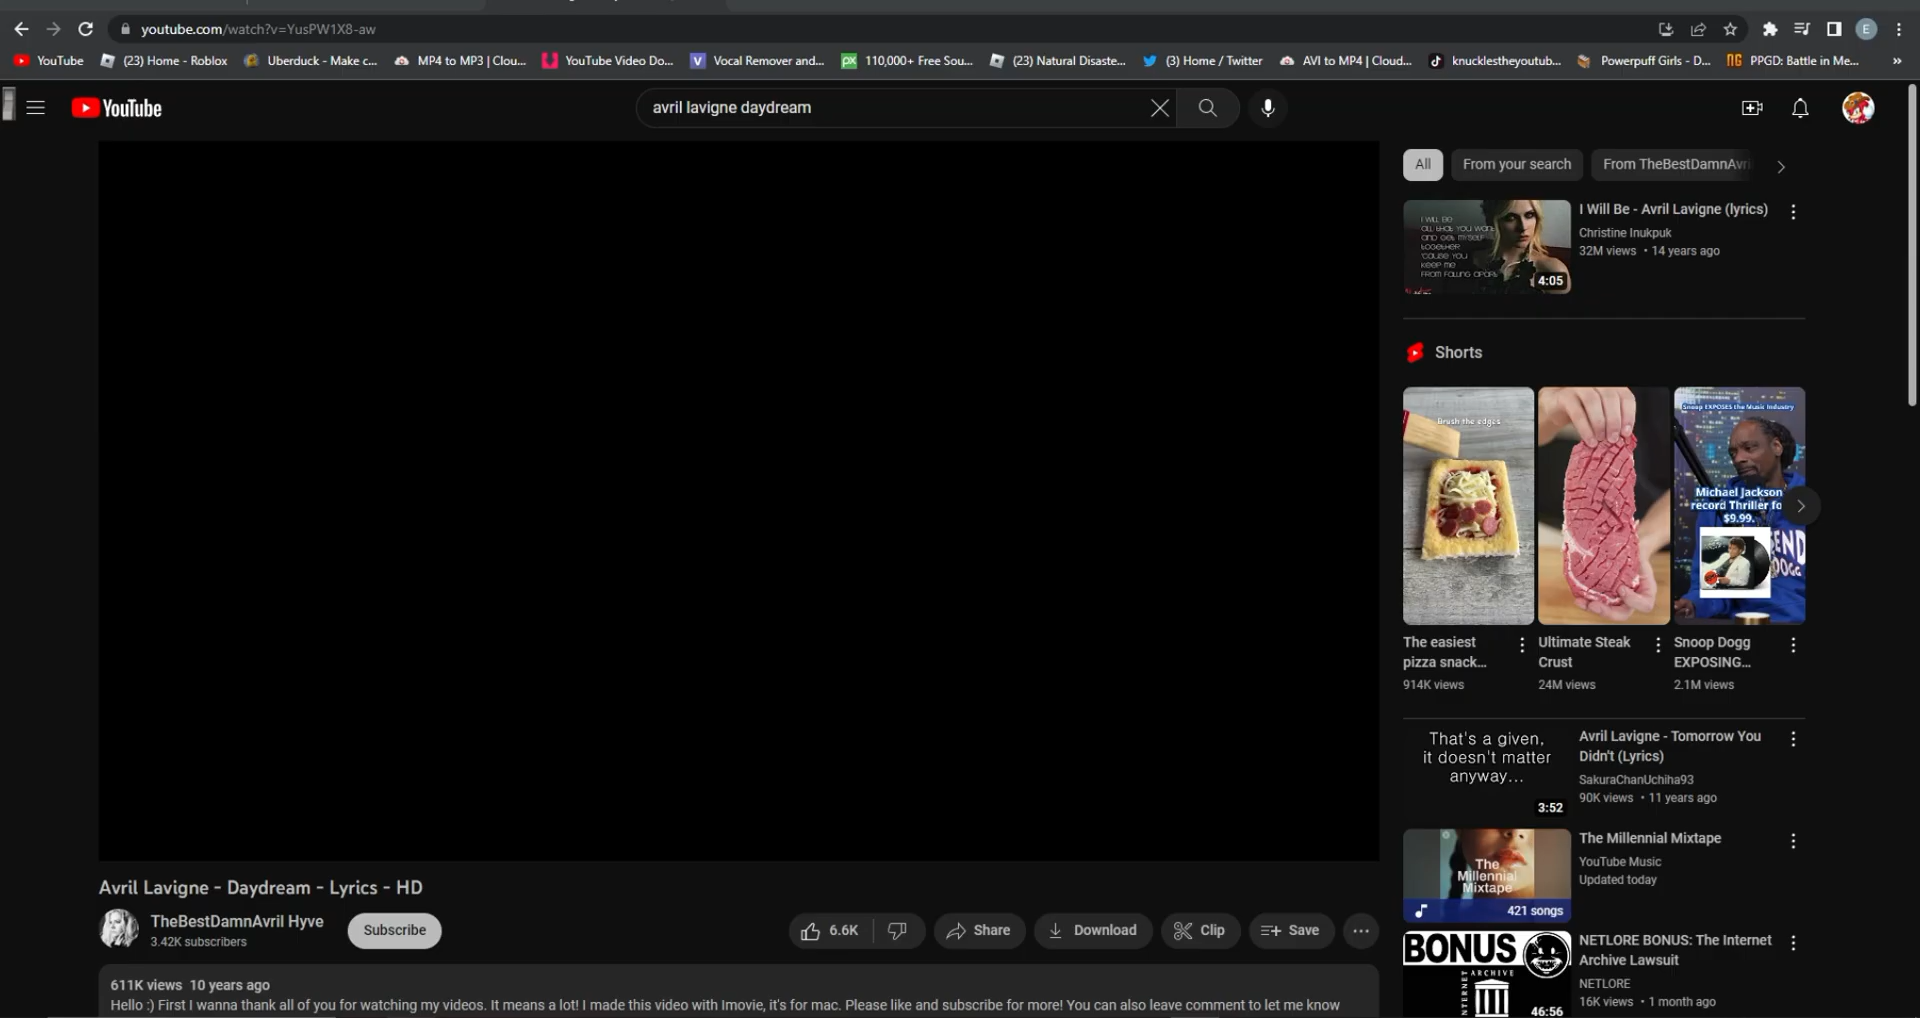 youtube.com/watch?v=YusPW1X8-aw
E
YouTube
(23) Home - Roblox
Uberduck - Make c...
MP4 to MP3 | Clou...
YouTube Video Do...
V
Vocal Remover and...
px
110,000+ Free Sou...
(23) Natural Disaste...
(3) Home / Twitter
AVI to MP4 | Cloud...
knucklestheyoutub...
Powerpuff Girls - D...
PPGD: Battle in Me...
»
YouTube
avril lavigne daydream
All
From your search
From TheBestDamnAvri
I WILL BE
ALL THAT YOU WANT
AND GET MYSELF
TOGETHER
'CAUSE YOU
KEEP ME
FROM FALLING APART
4:05
I Will Be - Avril Lavigne (lyrics)
Christine Inukpuk
32M views • 14 years ago
Shorts
Brush the edges
Snoop EXPOSES the Music Industry
Michael Jackson
record Thriller fo
$9.99.
The easiest
pizza snack...
914K views
Ultimate Steak
Crust
24M views
Snoop Dogg
EXPOSING...
2.1M views
That's a given,
it doesn't matter
anyway...
3:52
Avril Lavigne - Tomorrow You
Didn't (Lyrics)
SakuraChanUchiha93
90K views • 11 years ago
The
Millennial
Mixtape
421 songs
The Millennial Mixtape
YouTube Music
Updated today
BONUS
INTERNET
ARCHIVE
46:56
NETLORE BONUS: The Internet
Archive Lawsuit
NETLORE
16K views • 1 month ago
Avril Lavigne - Daydream - Lyrics - HD
TheBestDamnAvril Hyve
3.42K subscribers
Subscribe
6.6K
Share
Download
Clip
Save
611K views 10 years ago
Hello :) First I wanna thank all of you for watching my videos. It means a lot! I made this video with Imovie, it's for mac. Please like and subscribe for more! You can also leave comment to let me know